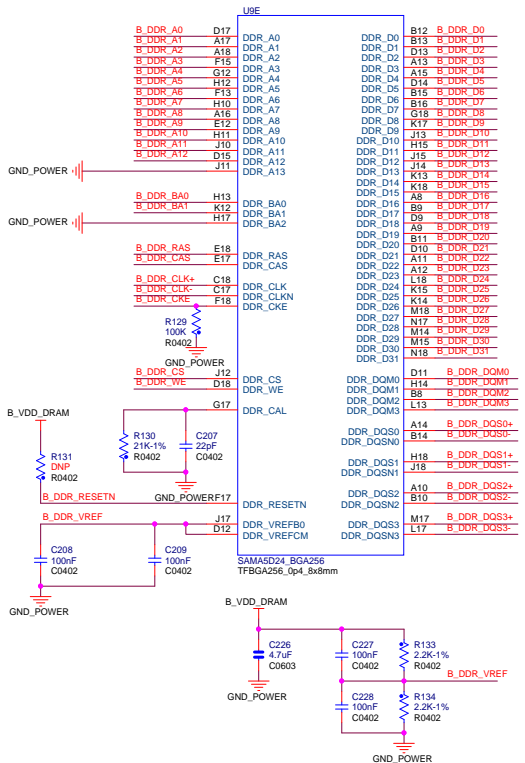 U9E
B_DDR_A0 D17 DDR_A0 DDR_D0 B12 B_DDR_D0
B_DDR_A1 A17 DDR_A1 DDR_D1 B13 B_DDR_D1
B_DDR_A2 A18 DDR_A2 DDR_D2 D13 B_DDR_D2
B_DDR_A3 F15 DDR_A3 DDR_D3 A13 B_DDR_D3
B_DDR_A4 G12 DDR_A4 DDR_D4 A15 B_DDR_D4
B_DDR_A5 H12 DDR_A5 DDR_D5 D14 B_DDR_D5
B_DDR_A6 F13 DDR_A6 DDR_D6 B15 B_DDR_D6
B_DDR_A7 H10 DDR_A7 DDR_D7 B16 B_DDR_D7
B_DDR_A8 A16 DDR_A8 DDR_D8 G18 B_DDR_D8
B_DDR_A9 E12 DDR_A9 DDR_D9 K17 B_DDR_D9
B_DDR_A10 H11 DDR_A10 DDR_D10 J13 B_DDR_D10
B_DDR_A11 J10 DDR_A11 DDR_D11 H15 B_DDR_D11
B_DDR_A12 D15 DDR_A12 DDR_D12 J15 B_DDR_D12
GND_POWER J11 DDR_A13 DDR_D13 J14 B_DDR_D13
DDR_D14 K13 B_DDR_D14
DDR_D15 K18 B_DDR_D15
B_DDR_BA0 H13 DDR_BA0 DDR_D16 A8 B_DDR_D16
B_DDR_BA1 K12 DDR_BA1 DDR_D17 B9 B_DDR_D17
GND_POWER H17 DDR_BA2 DDR_D18 D9 B_DDR_D18
DDR_D19 A9 B_DDR_D19
DDR_D20 B11 B_DDR_D20
B_DDR_RAS E18 DDR_RAS DDR_D21 D10 B_DDR_D21
B_DDR_CAS E17 DDR_CAS DDR_D22 A11 B_DDR_D22
DDR_D23 A12 B_DDR_D23
B_DDR_CLK+ C18 DDR_CLK DDR_D24 L18 B_DDR_D24
B_DDR_CLK- C17 DDR_CLKN DDR_D25 K15 B_DDR_D25
B_DDR_CKE F18 DDR_CKE DDR_D26 K14 B_DDR_D26
DDR_D27 M18 B_DDR_D27
DDR_D28 N17 B_DDR_D28
DDR_D29 M14 B_DDR_D29
DDR_D30 M15 B_DDR_D30
DDR_D31 N18 B_DDR_D31
R129
100K
R0402
GND_POWER
B_DDR_CS J12 DDR_CS DDR_DQM0 D11 B_DDR_DQM0
B_DDR_WE D18 DDR_WE DDR_DQM1 H14 B_DDR_DQM1
DDR_DQM2 B8 B_DDR_DQM2
G17 DDR_CAL DDR_DQM3 L13 B_DDR_DQM3
DDR_DQS0 A14 B_DDR_DQS0+
DDR_DQSN0 B14 B_DDR_DQS0-
DDR_DQS1 H18 B_DDR_DQS1+
DDR_DQSN1 J18 B_DDR_DQS1-
DDR_DQS2 A10 B_DDR_DQS2+
DDR_DQSN2 B10 B_DDR_DQS2-
DDR_DQS3 M17 B_DDR_DQS3+
DDR_DQSN3 L17 B_DDR_DQS3-
B_VDD_DRAM
R130
21K-1%
R0402
C207
22pF
C0402
R131
DNP
R0402
GND_POWER
B_DDR_RESETN F17 DDR_RESETN
B_DDR_VREF J17 DDR_VREFB0
D12 DDR_VREFCM
C208
100nF
C0402
C209
100nF
C0402
GND_POWER
SAMA5D24_BGA256
TFBGA256_0p4_8x8mm
B_VDD_DRAM
C226
4.7uF
C0603
GND_POWER
C227
100nF
C0402
R133
2.2K-1%
R0402
B_DDR_VREF
C228
100nF
C0402
R134
2.2K-1%
R0402
GND_POWER